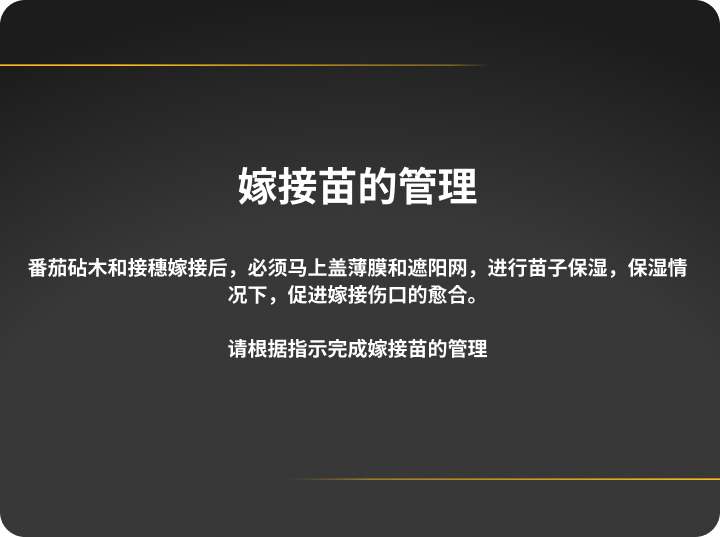 嫁接苗的管理
番茄砧木和接穗嫁接后，必须马上盖薄膜和遮阳网，进行苗子保湿，保湿情
况下，促进嫁接伤口的愈合。
请根据指示完成嫁接苗的管理